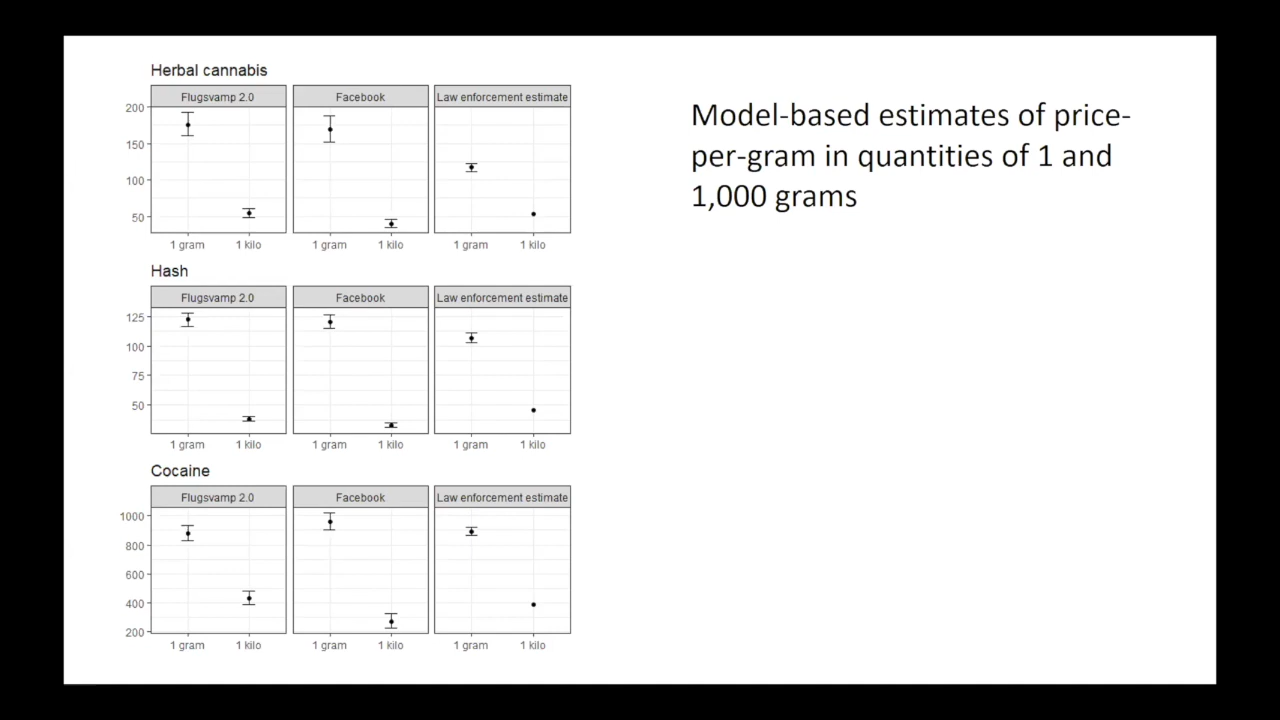 Herbal cannabis
Flugsvamp 2.0 Facebook Law enforcement estimate
200
150
100
50
1 gram 1 kilo 1 gram 1 kilo 1 gram 1 kilo
Hash
Flugsvamp 2.0 Facebook Law enforcement estimate
125
100
75
50
1 gram 1 kilo 1 gram 1 kilo 1 gram 1 kilo
Cocaine
Flugsvamp 2.0 Facebook Law enforcement estimate
1000
800
600
400
200
1 gram 1 kilo 1 gram 1 kilo 1 gram 1 kilo
Model-based estimates of price-
per-gram in quantities of 1 and
1,000 grams